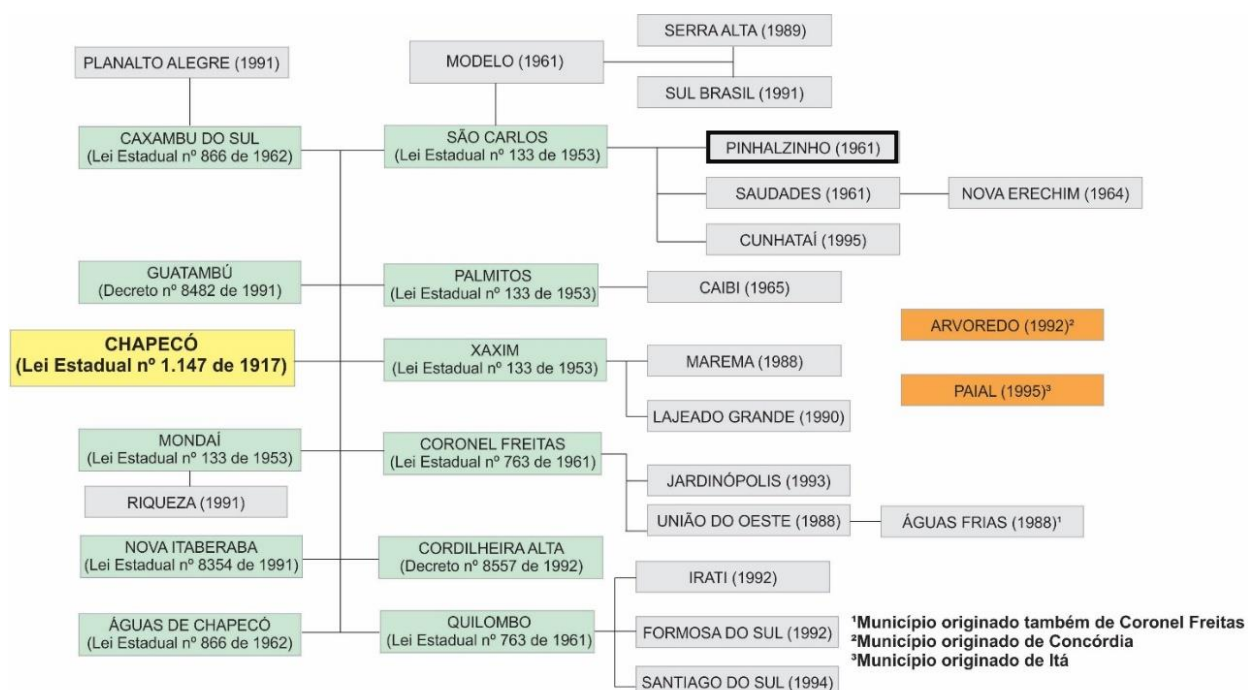 SERRA ALTA (1989)
PLANALTO ALEGRE (1991)
MODELO (1961)
SUL BRASIL (1991)
CAXAMBU DO SUL
(Lei Estadual nº 866 de 1962)
SÃO CARLOS
(Lei Estadual nº 133 de 1953)
PINHALZINHO (1961)
SAUDADES (1961)
NOVA ERECHIM (1964)
CUNHATAÍ (1995)
GUATAMBÚ
(Decreto nº 8482 de 1991)
PALMITOS
(Lei Estadual nº 133 de 1953)
CAIBI (1965)
ARVOREDO (1992)²
CHAPECÓ
(Lei Estadual nº 1.147 de 1917)
XAXIM
(Lei Estadual nº 133 de 1953)
MAREMA (1988)
PAIAL (1995)³
LAJEADO GRANDE (1990)
MONDAÍ
(Lei Estadual nº 133 de 1953)
CORONEL FREITAS
(Lei Estadual nº 763 de 1961)
RIQUEZA (1991)
JARDINÓPOLIS (1993)
UNIÃO DO OESTE (1988)
ÁGUAS FRIAS (1988)¹
NOVA ITABERABA
(Lei Estadual nº 8354 de 1991)
CORDILHEIRA ALTA
(Decreto nº 8557 de 1992)
IRATI (1992)
ÁGUAS DE CHAPECÓ
(Lei Estadual nº 866 de 1962)
QUILOMBO
(Lei Estadual nº 763 de 1961)
FORMOSA DO SUL (1992)
SANTIAGO DO SUL (1994)
¹Município originado também de Coronel Freitas
²Município originado de Concórdia
³Município originado de Itá